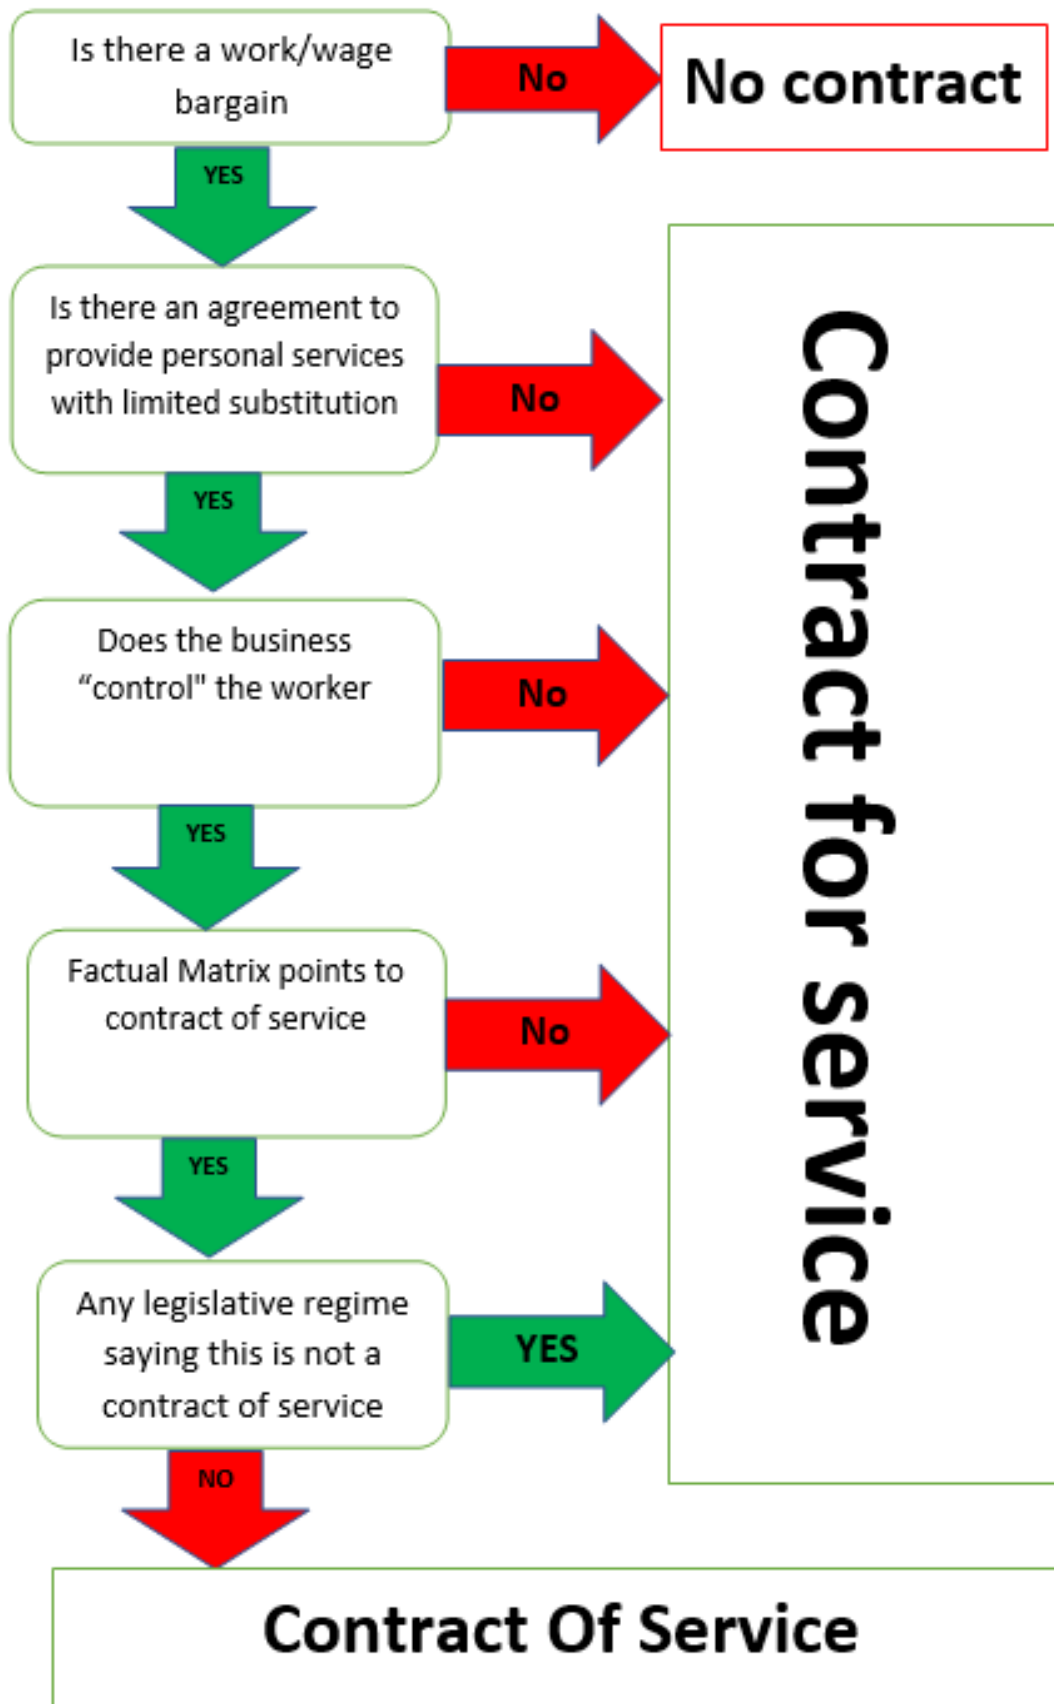 Is there a work/wage
bargain
No
No contract
YES
Is there an agreement to
provide personal services
with limited substitution
No
YES
Does the business
“control" the worker
No
YES
Factual Matrix points to
contract of service
No
YES
Any legislative regime
saying this is not a
contract of service
YES
Contract for service
NO
Contract Of Service